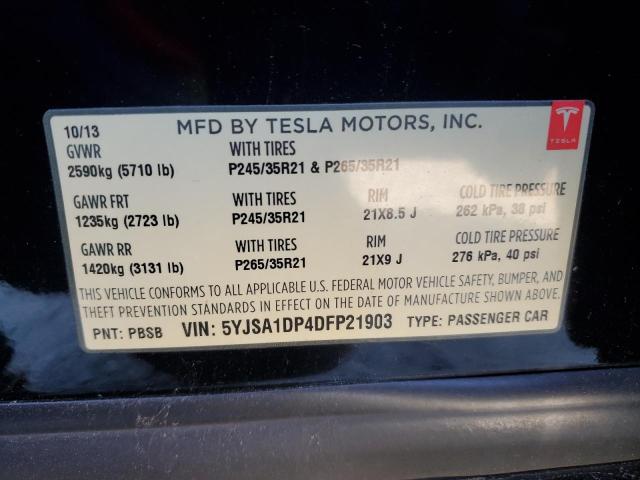 10/13 MFD BY TESLA MOTORS, INC.
TESLA
GVWR WITH TIRES
2590kg (5710 lb) P245/35R21 & P265/35R21
GAWR FRT WITH TIRES RIM COLD TIRE PRESSURE
1235kg (2723 lb) P245/35R21 21X8.5 J 262 kPa, 38 psi
GAWR RR WITH TIRES RIM COLD TIRE PRESSURE
1420kg (3131 lb) P265/35R21 21X9 J 276 kPa, 40 psi
THIS VEHICLE CONFORMS TO ALL APPLICABLE U.S. FEDERAL MOTOR VEHICLE SAFETY, BUMPER, AND
THEFT PREVENTION STANDARDS IN EFFECT ON THE DATE OF MANUFACTURE SHOWN ABOVE.
PNT: PBSB VIN: 5YJSA1DP4DFP21903 TYPE: PASSENGER CAR